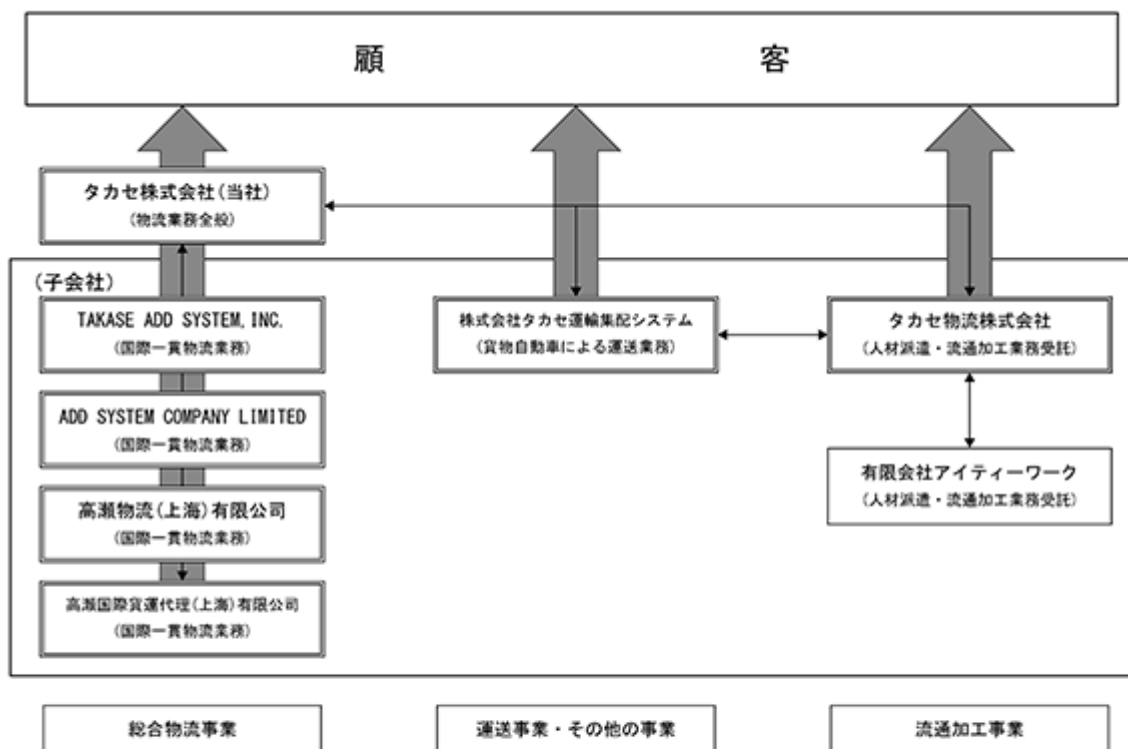 顧 客
タカセ株式会社(当社)
(物流業務全般)
(子会社)
TAKASE ADD SYSTEM, INC.
(国際一貫物流業務)
株式会社タカセ運輸集配システム
(貨物自動車による運送業務)
タカセ物流株式会社
(人材派遣・流通加工業務受託)
ADD SYSTEM COMPANY LIMITED
(国際一貫物流業務)
有限会社アイティーワーク
(人材派遣・流通加工業務受託)
高瀬物流(上海)有限公司
(国際一貫物流業務)
高瀬国際貨運代理(上海)有限公司
(国際一貫物流業務)
総合物流事業
運送事業・その他の事業
流通加工事業